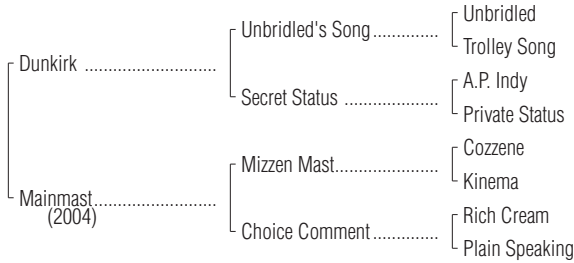 Unbridled
Unbridled's Song..............
Trolley Song
Dunkirk ..........................
A.P. Indy
Secret Status ....................
Private Status
Cozzene
Mizzen Mast......................
Kinema
Mainmast........................
(2004)
Rich Cream
Choice Comment..............
Plain Speaking